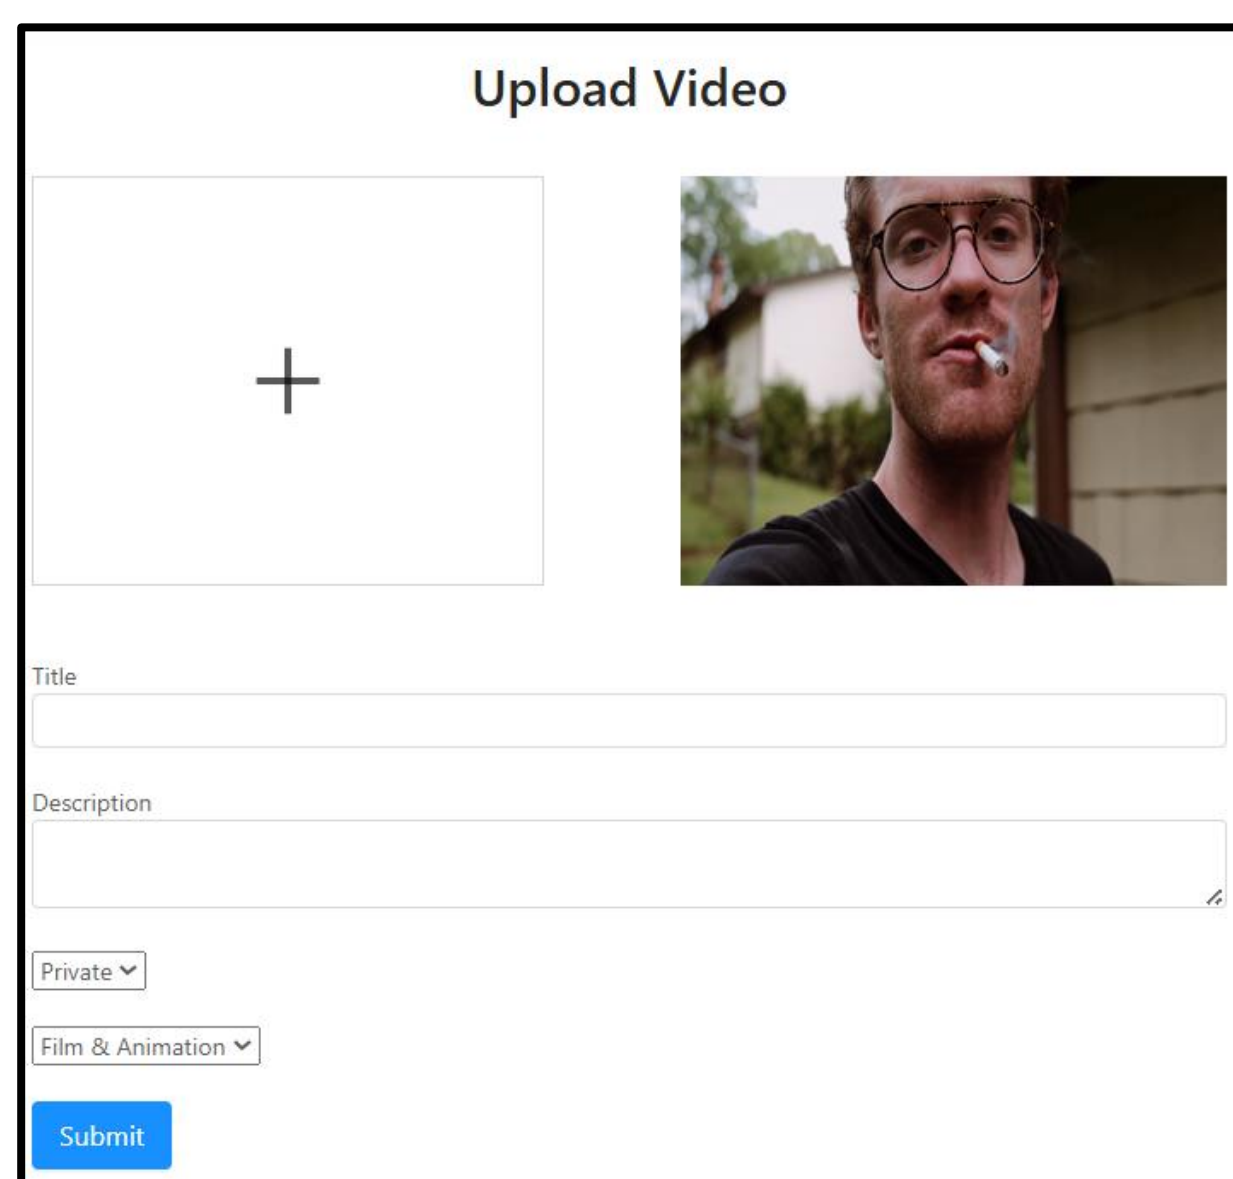 Upload Video
Title
Description
Private
Film & Animation
Submit